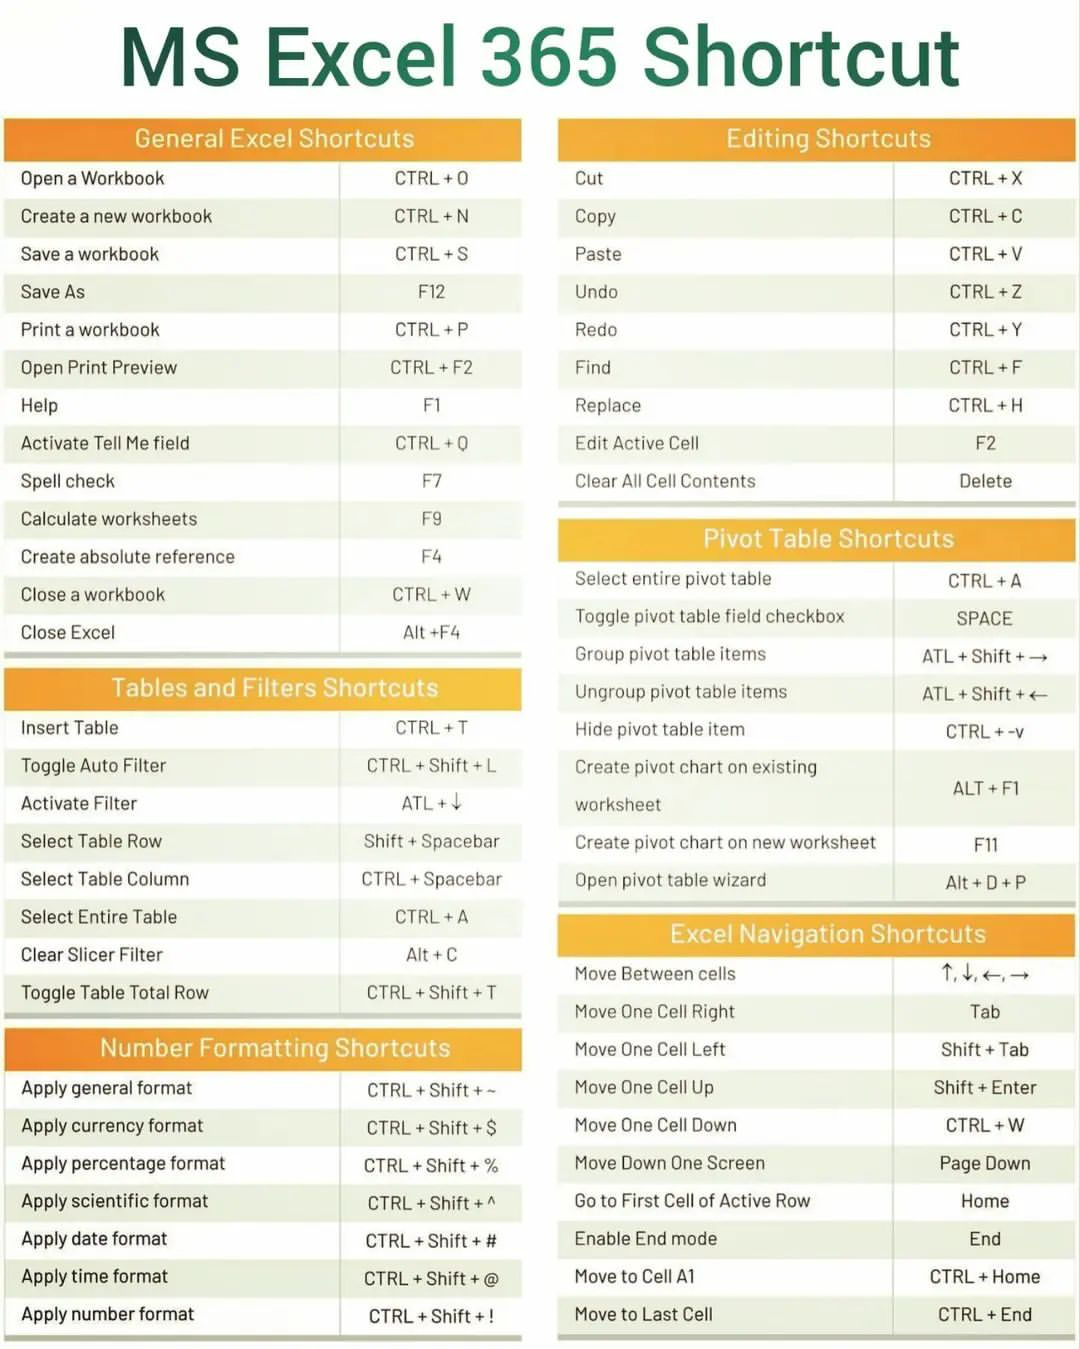 MS Excel 365 Shortcut
General Excel Shortcuts
Open a Workbook CTRL + O
Create a new workbook CTRL + N
Save a workbook CTRL + S
Save As F12
Print a workbook CTRL + P
Open Print Preview CTRL + F2
Help F1
Activate Tell Me field CTRL + Q
Spell check F7
Calculate worksheets F9
Create absolute reference F4
Close a workbook CTRL + W
Close Excel Alt +F4
Tables and Filters Shortcuts
Insert Table CTRL + T
Toggle Auto Filter CTRL + Shift + L
Activate Filter ATL + ↓
Select Table Row Shift + Spacebar
Select Table Column CTRL + Spacebar
Select Entire Table CTRL + A
Clear Slicer Filter Alt + C
Toggle Table Total Row CTRL + Shift + T
Number Formatting Shortcuts
Apply general format CTRL + Shift + ~
Apply currency format CTRL + Shift + $
Apply percentage format CTRL + Shift + %
Apply scientific format CTRL + Shift + ^
Apply date format CTRL + Shift + #
Apply time format CTRL + Shift + @
Apply number format CTRL + Shift + !
Editing Shortcuts
Cut CTRL + X
Copy CTRL + C
Paste CTRL + V
Undo CTRL + Z
Redo CTRL + Y
Find CTRL + F
Replace CTRL + H
Edit Active Cell F2
Clear All Cell Contents Delete
Pivot Table Shortcuts
Select entire pivot table CTRL + A
Toggle pivot table field checkbox SPACE
Group pivot table items ATL + Shift + →
Ungroup pivot table items ATL + Shift + ←
Hide pivot table item CTRL + -v
Create pivot chart on existing
worksheet ALT + F1
Create pivot chart on new worksheet F11
Open pivot table wizard Alt + D + P
Excel Navigation Shortcuts
Move Between cells ↑, ↓, ←, →
Move One Cell Right Tab
Move One Cell Left Shift + Tab
Move One Cell Up Shift + Enter
Move One Cell Down CTRL + W
Move Down One Screen Page Down
Go to First Cell of Active Row Home
Enable End mode End
Move to Cell A1 CTRL + Home
Move to Last Cell CTRL + End